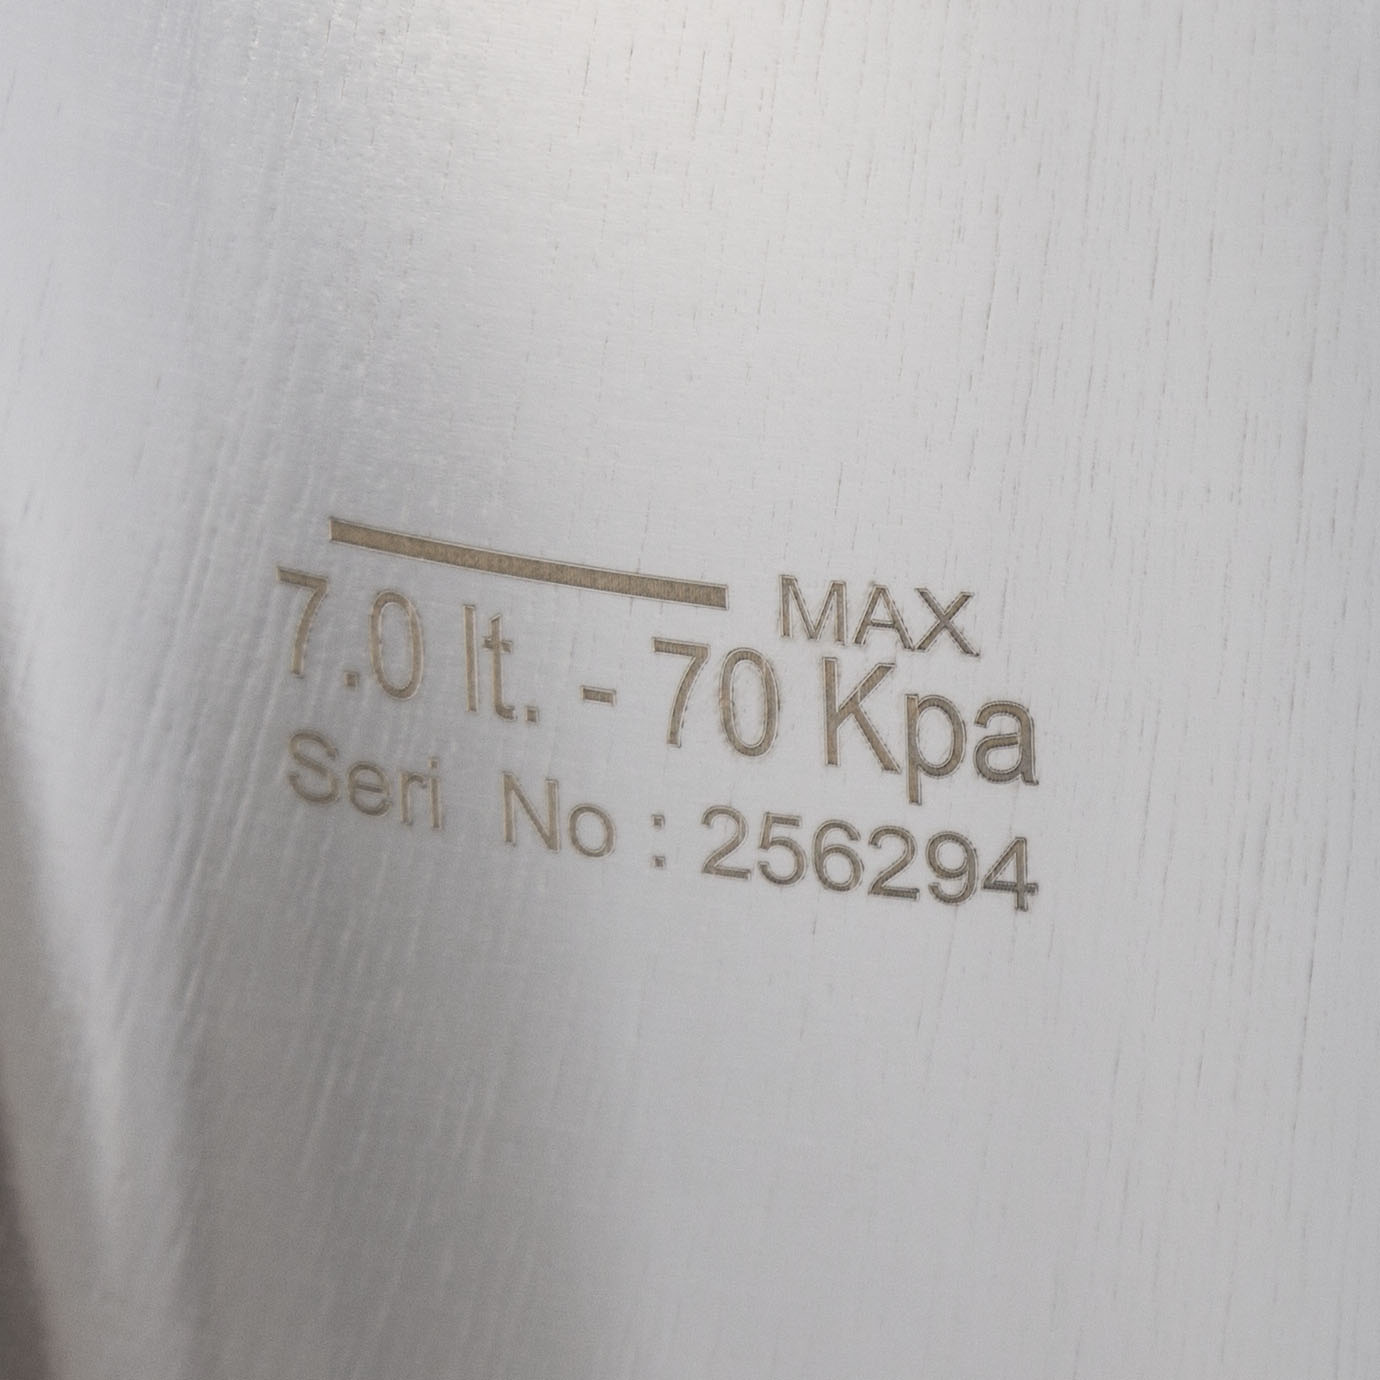 MAX
7.0 lt. - 70 Kpa
Seri No : 256294